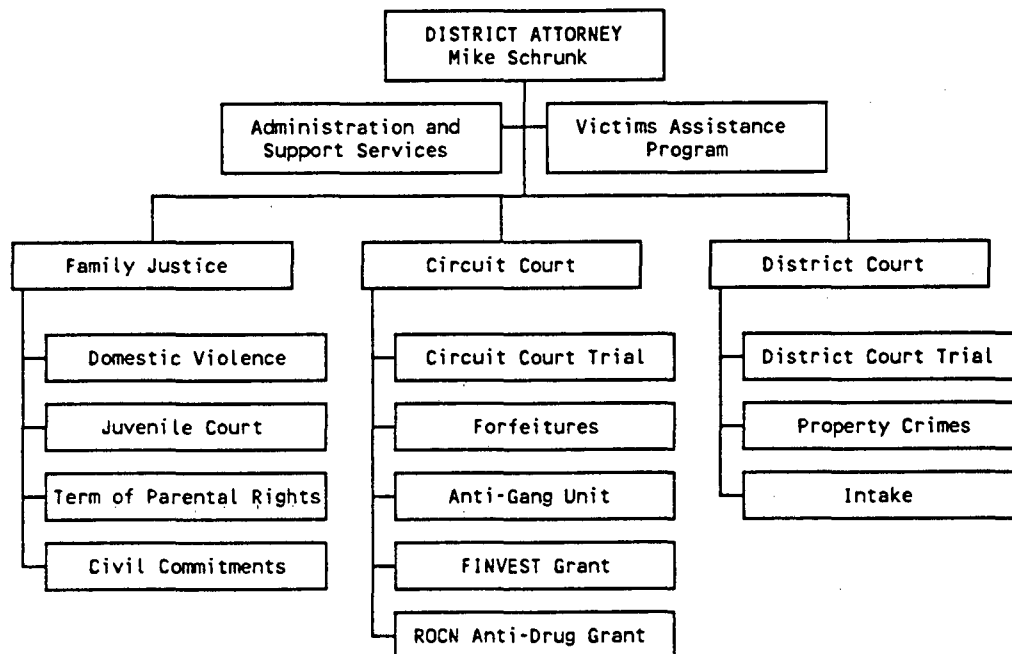 DISTRICT ATTORNEY
Mike Schrunk
Administration and
Support Services
Victims Assistance
Program
Family Justice
Circuit Court
District Court
Domestic Violence
Juvenile Court
Term of Parental Rights
Civil Commitments
Circuit Court Trial
Forfeitures
Anti-Gang Unit
FINVEST Grant
ROCN Anti-Drug Grant
District Court Trial
Property Crimes
Intake